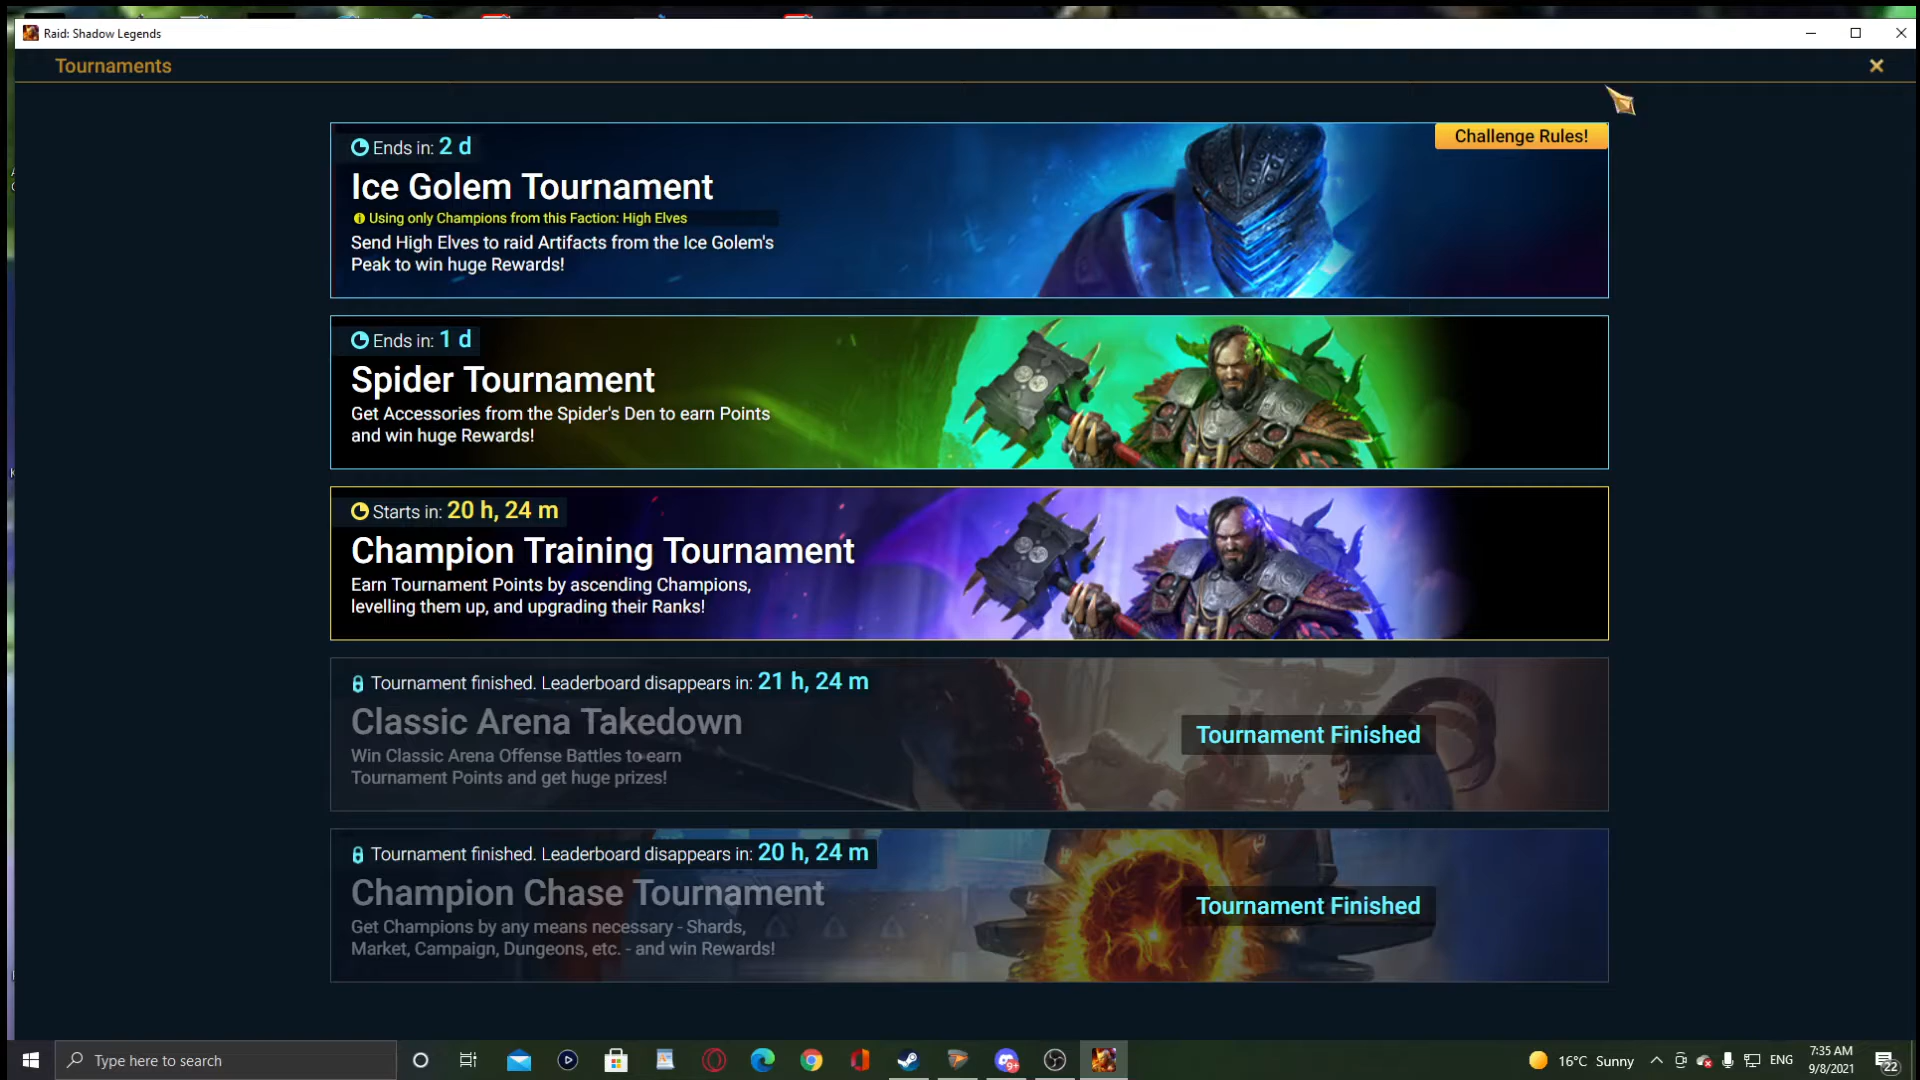 Raid: Shadow Legends
Tournaments
Challenge Rules!
Ends in: 2 d
Ice Golem Tournament
Using only Champions from this Faction: High Elves
Send High Elves to raid Artifacts from the Ice Golem's
Peak to win huge Rewards!
Ends in: 1 d
Spider Tournament
Get Accessories from the Spider's Den to earn Points
and win huge Rewards!
Starts in: 20 h, 24 m
Champion Training Tournament
Earn Tournament Points by ascending Champions,
levelling them up, and upgrading their Ranks!
Tournament finished. Leaderboard disappears in: 21 h, 24 m
Classic Arena Takedown
Win Classic Arena Offense Battles to earn
Tournament Points and get huge prizes!
Tournament Finished
Tournament finished. Leaderboard disappears in: 20 h, 24 m
Champion Chase Tournament
Get Champions by any means necessary - Shards,
Market, Campaign, Dungeons, etc. - and win Rewards!
Tournament Finished
Type here to search
9+
16°C Sunny
ENG
7:35 AM
9/8/2021
22